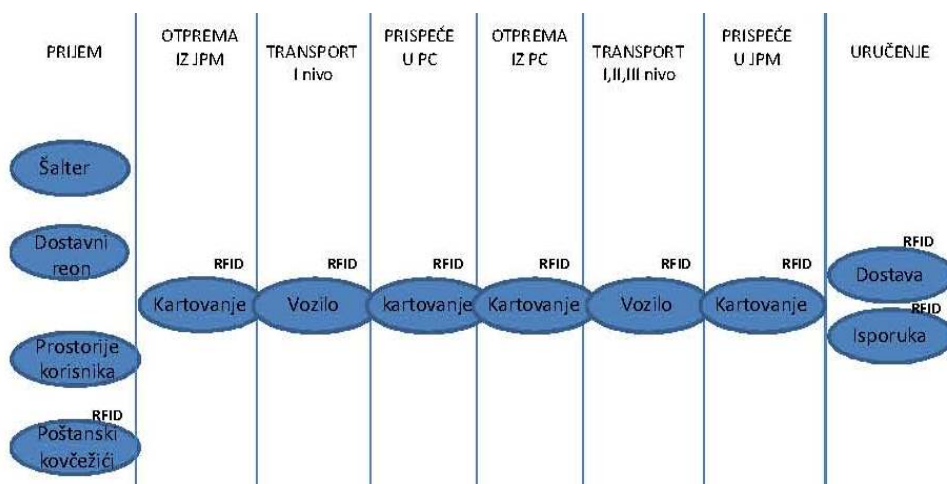 PRIJEM
OTPREMA
IZ JPM
TRANSPORT
I nivo
PRISPEĆE
U PC
OTPREMA
IZ PC
TRANSPORT
I,II,III nivo
PRISPEĆE
U JPM
URUČENJE
Šalter
Dostavni
reon
Prostorije
korisnika
RFID
Poštanski
kovčežići
RFID
Kartovanje
RFID
Vozilo
RFID
kartovanje
RFID
Kartovanje
RFID
Vozilo
RFID
Kartovanje
RFID
Dostava
RFID
Isporuka